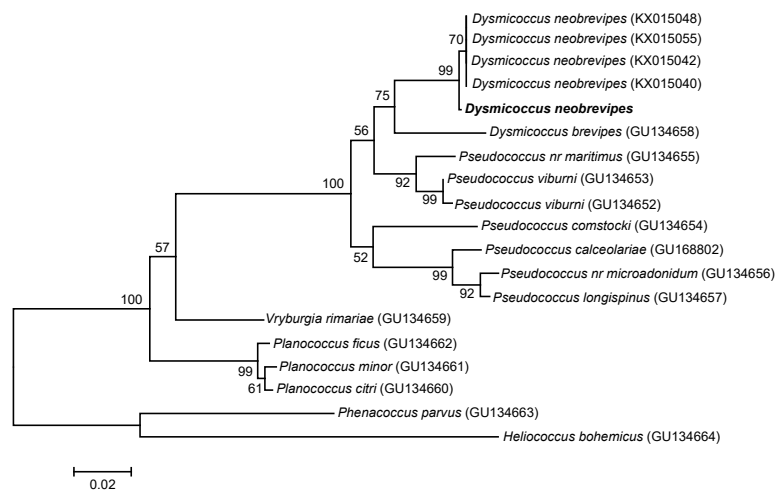 Dysmicoccus neobrevipes (KX015048)
70
Dysmicoccus neobrevipes (KX015055)
Dysmicoccus neobrevipes (KX015042)
99
Dysmicoccus neobrevipes (KX015040)
75
Dysmicoccus neobrevipes
56
Dysmicoccus brevipes (GU134658)
Pseudococcus nr maritimus (GU134655)
100
92
Pseudococcus viburni (GU134653)
99
Pseudococcus viburni (GU134652)
Pseudococcus comstocki (GU134654)
57
52
Pseudococcus calceolariae (GU168802)
99
Pseudococcus nr microadonidum (GU134656)
92
Pseudococcus longispinus (GU134657)
100
Vryburgia rimariae (GU134659)
Planococcus ficus (GU134662)
99
Planococcus minor (GU134661)
61
Planococcus citri (GU134660)
Phenacoccus parvus (GU134663)
Heliococcus bohemicus (GU134664)
0.02